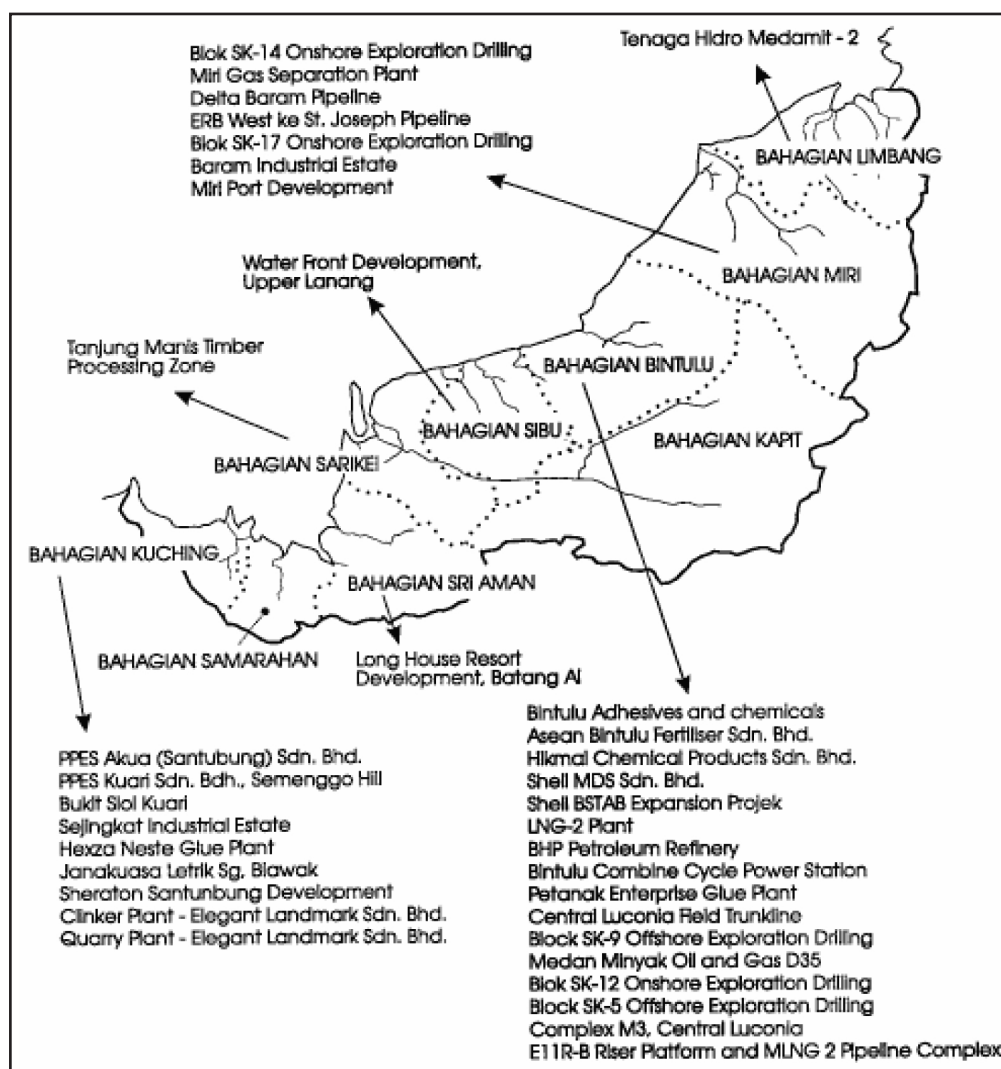 Tenaga Hidro Medamit - 2
Blok SK-14 Onshore Exploration Drilling
Miri Gas Separation Plant
Delta Baram Pipeline
ERB West ke St. Joseph Pipeline
Blok SK-17 Onshore Exploration Drilling
Baram Industrial Estate
Miri Port Development
BAHAGIAN LIMBANG
Water Front Development,
Upper Lanang
BAHAGIAN MIRI
Tanjung Manis Timber
Processing Zone
BAHAGIAN BINTULU
BAHAGIAN SIBU
BAHAGIAN KAPIT
BAHAGIAN SARIKEI
BAHAGIAN KUCHING
BAHAGIAN SRI AMAN
BAHAGIAN SAMARAHAN
Long House Resort
Development, Batang Ai
PPES Akua (Santubung) Sdn. Bhd.
PPES Kuari Sdn. Bdh., Semenggo Hill
Bukit Siol Kuari
Sejingkat Industrial Estate
Hexza Neste Glue Plant
Janakuasa Letrik Sg. Biawak
Sheraton Santunbung Development
Clinker Plant - Elegant Landmark Sdn. Bhd.
Quarry Plant - Elegant Landmark Sdn. Bhd.
Bintulu Adhesives and chemicals
Asean Bintulu Fertiliser Sdn. Bhd.
Hikmal Chemical Products Sdn. Bhd.
Shell MDS Sdn. Bhd.
Shell BSTAB Expansion Projek
LNG-2 Plant
BHP Petroleum Refinery
Bintulu Combine Cycle Power Station
Petanak Enterprise Glue Plant
Central Luconia Field Trunkline
Block SK-9 Offshore Exploration Drilling
Medan Minyak Oil and Gas D35
Blok SK-12 Onshore Exploration Drilling
Block SK-5 Offshore Exploration Drilling
Complex M3, Central Luconia
E11R-B Riser Platform and MLNG 2 Pipeline Complex